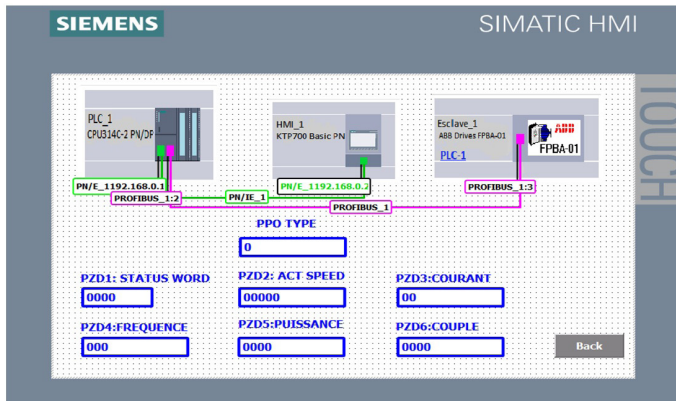 SIEMENS
SIMATIC HMI
TOUCH
PLC_1
CPU314C-2 PN/DP
HMI_1
KTP700 Basic PN
Esclave_1
ABB Drives FPBA-01
PLC-1
ABB
FPBA-01
PN/E_1192.168.0.1
PROFIBUS_1:2
PN/IE_1
PN/E_1192.168.0.2
PROFIBUS_1
PROFIBUS_1:3
PPO TYPE
0
PZD1: STATUS WORD
0000
PZD2: ACT SPEED
00000
PZD3:COURANT
00
PZD4:FREQUENCE
000
PZD5:PUISSANCE
0000
PZD6:COUPLE
0000
Back